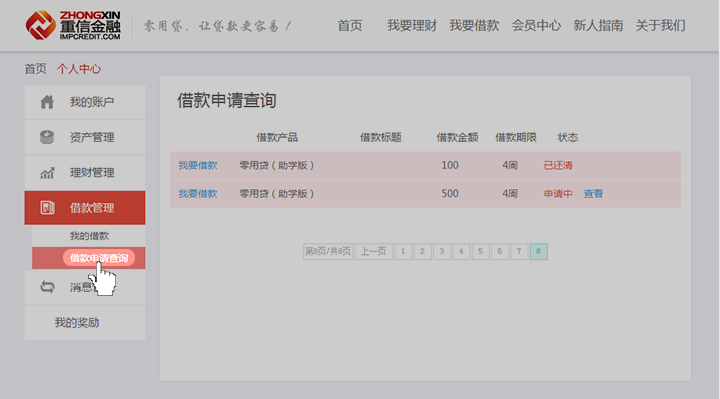 ZHONGXIN
重信金融
IMPCREDIT.COM
零用贷，让贷款更容易！
首页 我要理财 我要借款 会员中心 新人指南 关于我们
首页 个人中心
我的账户
资产管理
理财管理
借款管理
我的借款
借款申请查询
消息
我的奖励
借款申请查询
借款产品 借款标题 借款金额 借款期限 状态
我要借款 零用贷（助学版） 100 4周 已还清
我要借款 零用贷（助学版） 500 4周 申请中 查看
第8页/共8页 上一页 1 2 3 4 5 6 7 8